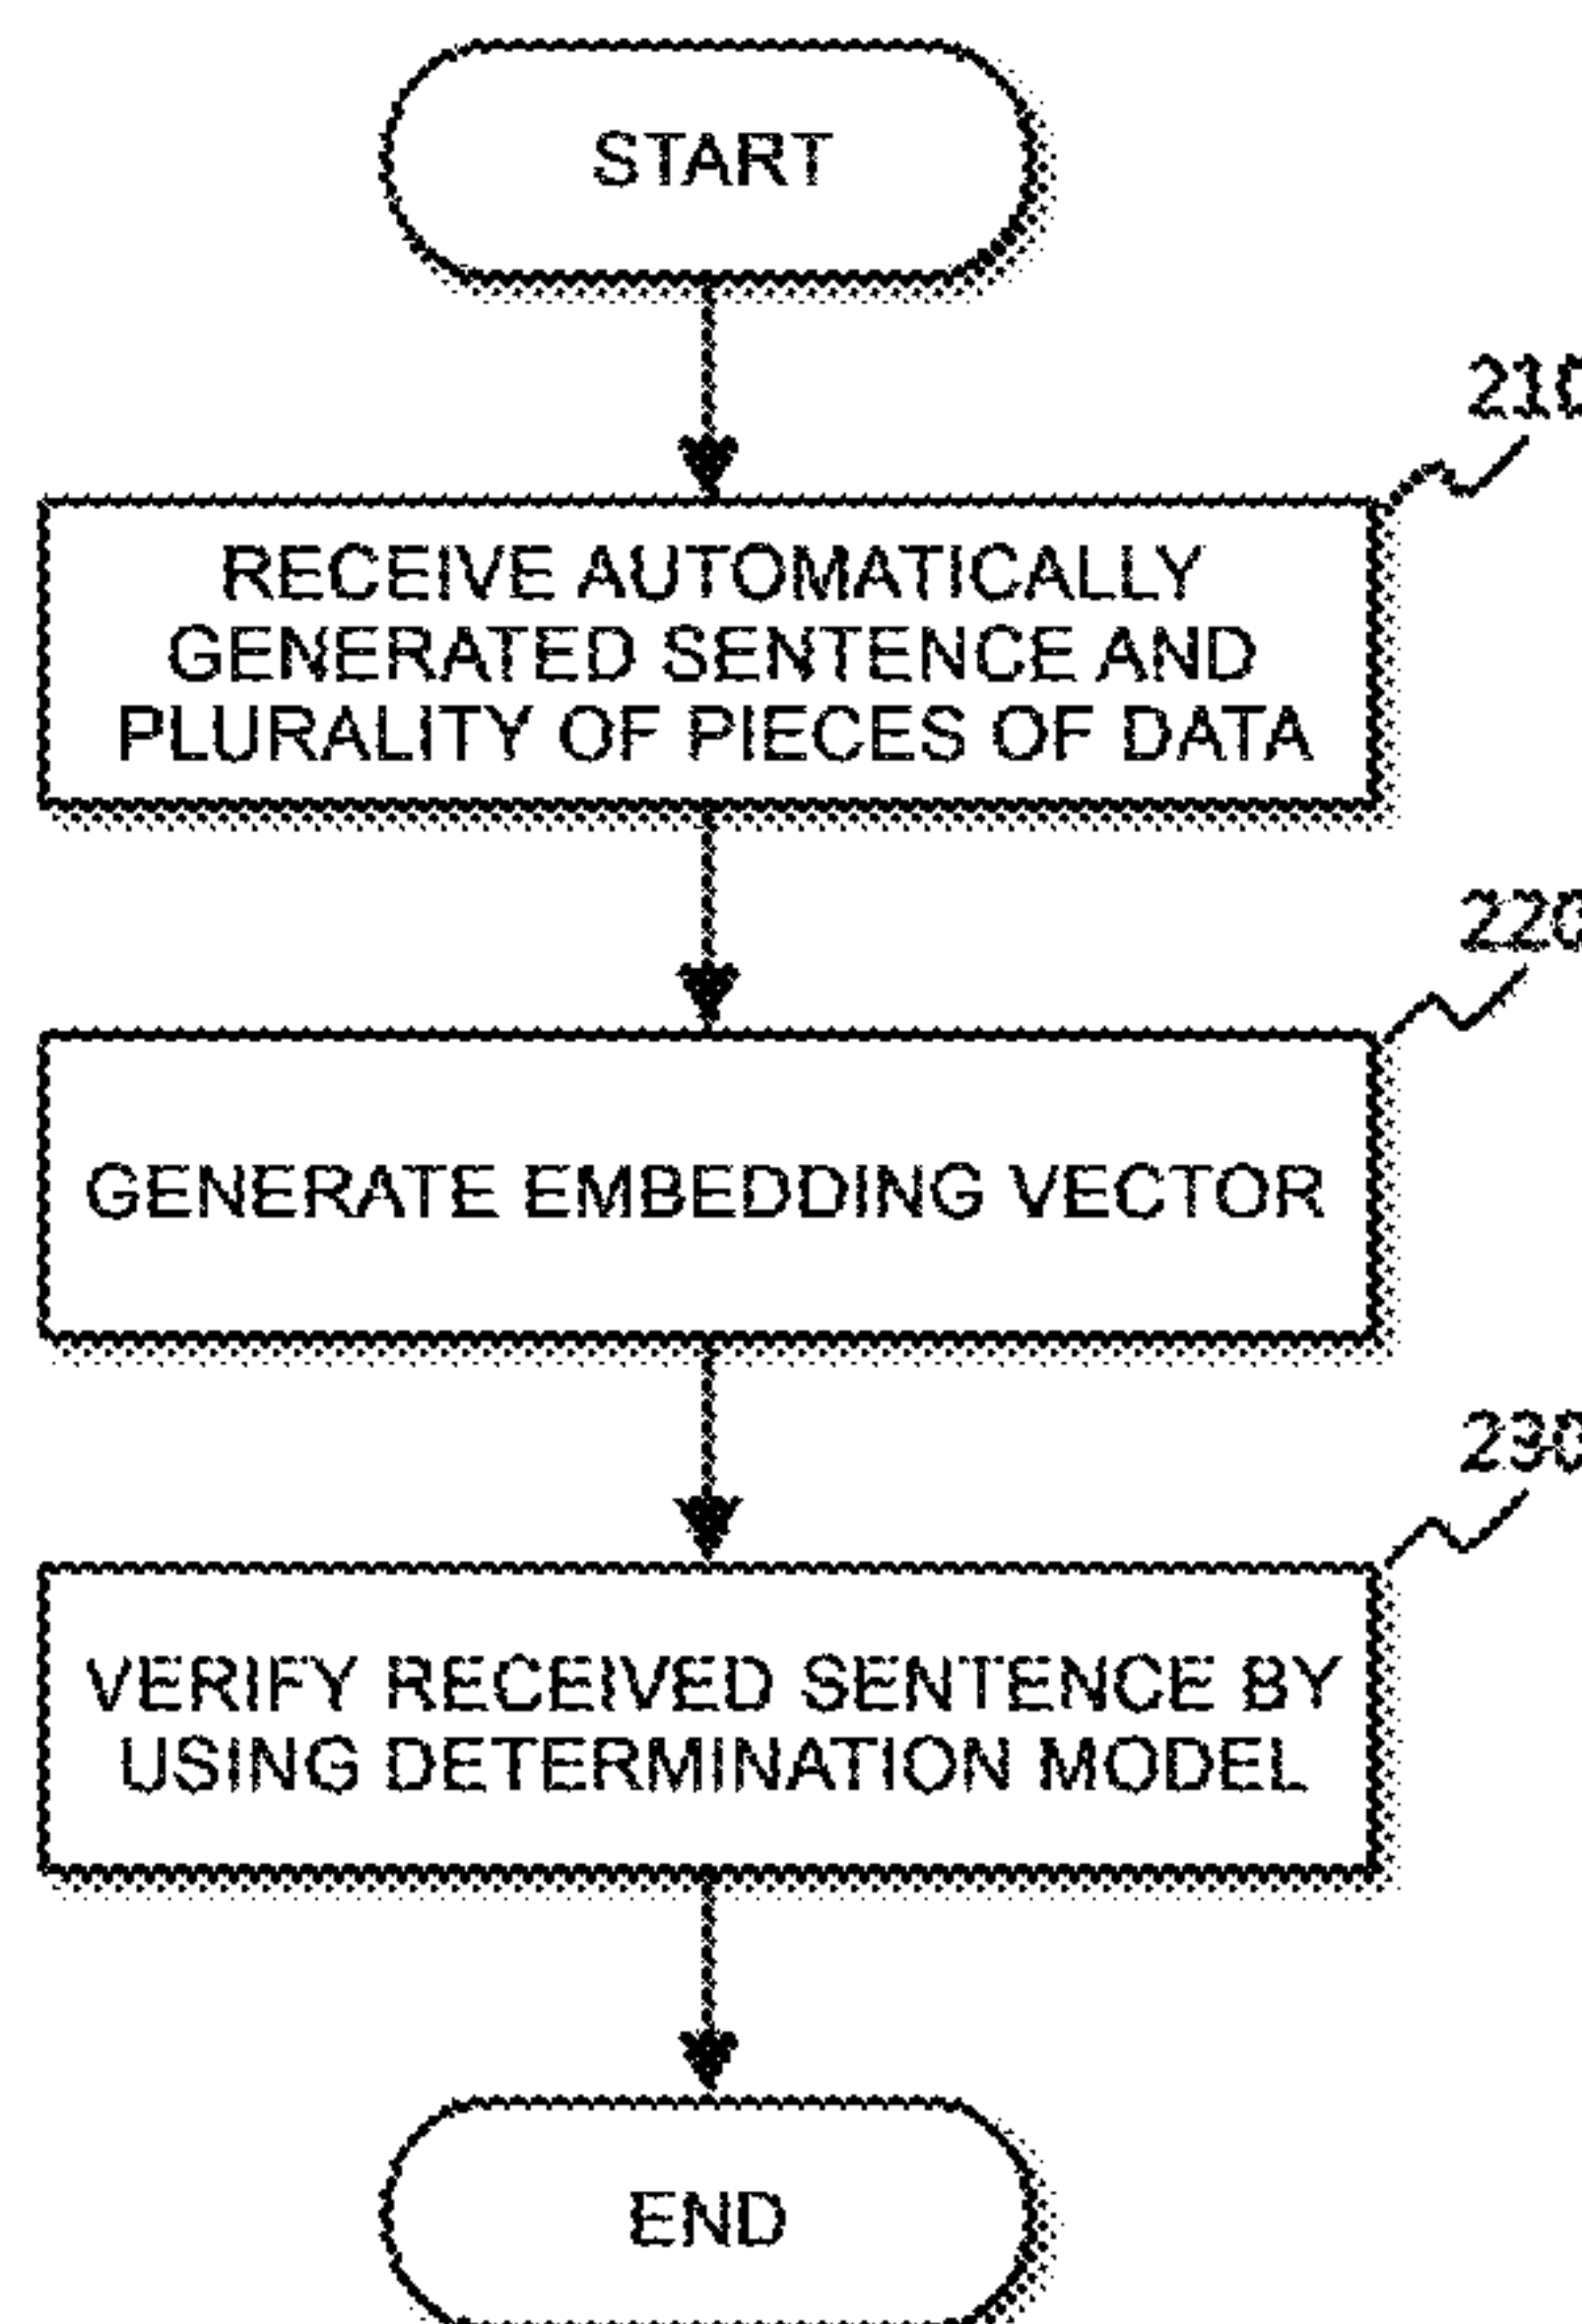 START
210
RECEIVE AUTOMATICALLY
GENERATED SENTENCE AND
PLURALITY OF PIECES OF DATA
220
GENERATE EMBEDDING VECTOR
230
VERIFY RECEIVED SENTENCE BY
USING DETERMINATION MODEL
END